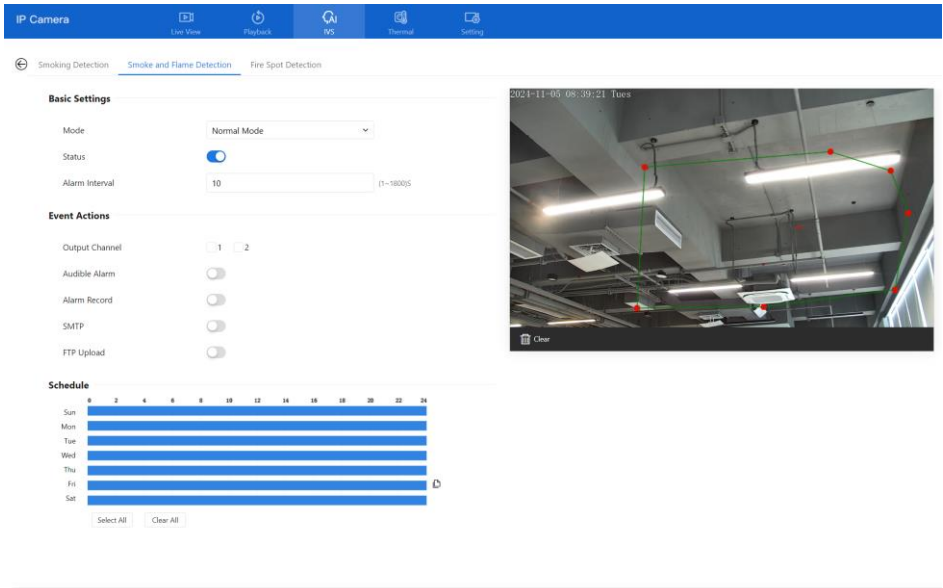 IP Camera
Live View
Playback
IVS
Thermal
Setting
Smoking Detection Smoke and Flame Detection Fire Spot Detection
Basic Settings
Mode Normal Mode
Status
Alarm Interval 10 (1~1800)S
Event Actions
Output Channel 1 2
Audible Alarm
Alarm Record
SMTP
FTP Upload
Schedule
0 2 4 6 8 10 12 14 16 18 20 22 24
Sun
Mon
Tue
Wed
Thu
Fri
Sat
Select All Clear All
2024-11-05 08:39:21 Tues
Clear